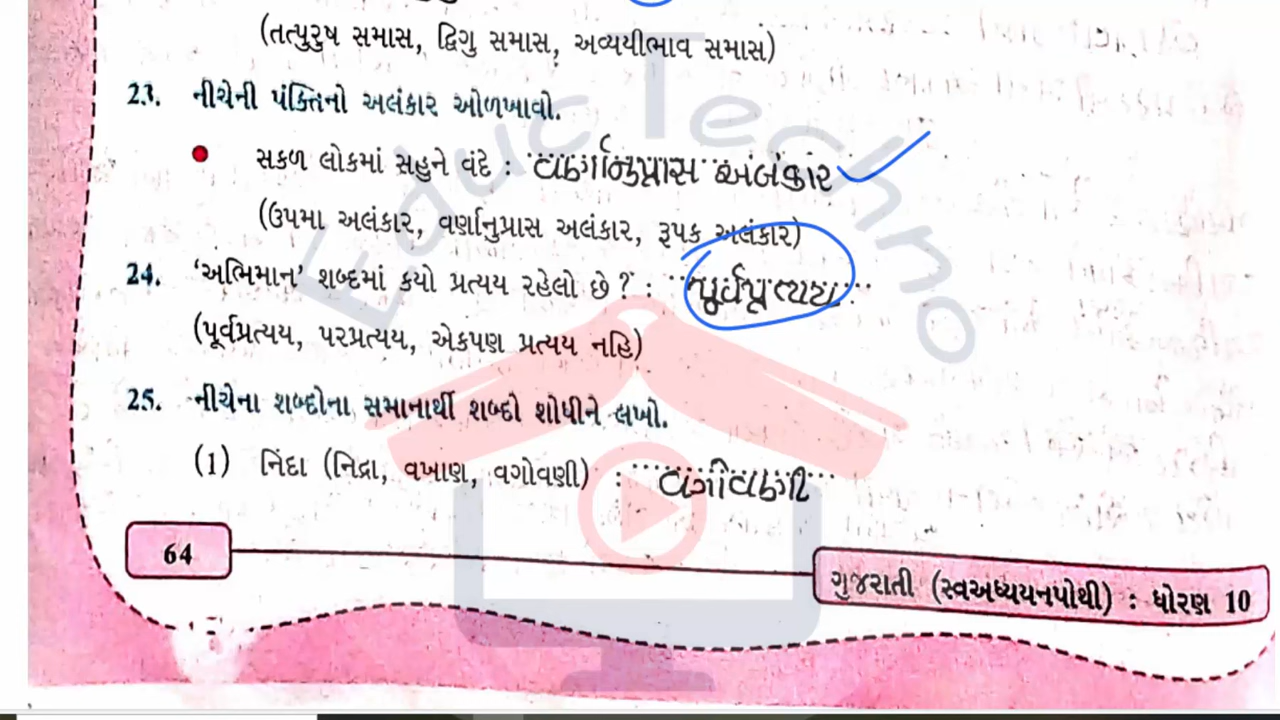 (તત્પુરુષ સમાસ, દ્વિગુ સમાસ, અવ્યયીભાવ સમાસ)
23. નીચેની પંક્તિનો અલંકાર ઓળખાવો.
સકળ લોકમાં સહુને વંદે : વર્ણાનુપ્રાસ અલંકાર
(ઉપમા અલંકાર, વર્ણાનુપ્રાસ અલંકાર, રૂપક અલંકાર)
24. ‘અભિમાન’ શબ્દમાં કયો પ્રત્યય રહેલો છે? : પૂર્વપ્રત્યય
(પૂર્વપ્રત્યય, પરપ્રત્યય, એકપણ પ્રત્યય નહિ)
25. નીચેના શબ્દોના સમાનાર્થી શબ્દો શોધીને લખો.
(1) નિંદા (નિદ્રા, વખાણ, વગોવણી) : વગોવણી
64
ગુજરાતી (સ્વઅધ્યયનપોથી) : ધોરણ 10
Educ Techno